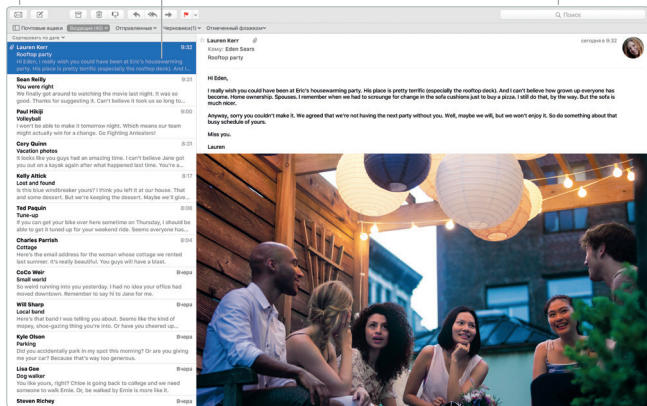 Поиск
Почтовые ящики Входящие (40) Отправленные Черновики(1) Отмеченный флажком
Сортировать по дате
Lauren Kerr 9:32
Rooftop party
Hi Eden, I really wish you could have been at Eric's housewarming
party. His place is pretty terrific (especially the rooftop deck). And I...
Sean Reilly 9:21
You were right
We finally got around to watching the movie last night. It was so
good. Thanks for suggesting it. Can't believe it took us so long to...
Paul Hikiji 9:00
Volleyball
I won't be able to make it tomorrow night. Which means our team
might actually win for a change. Go Fighting Anteaters!
Cory Quinn 8:31
Vacation photos
It looks like you guys had an amazing time. I can't believe Jane got
you out on a kayak again after what happened last time. You're a...
Kelly Altick 8:17
Lost and found
Is this blue windbreaker yours? I think you left it at our house. That
and some dessert. But we're keeping the dessert. Maybe we'll give...
Ted Paquin 8:06
Tune-up
If you can get your bike over here sometime on Thursday, I should be
able to get it tuned up for your weekend ride. Seems everyone has...
Charles Parrish 8:04
Cottage
Here's the email address for the woman whose cottage we rented
last summer. It's really beautiful. You guys will have a blast.
CoCo Weir Вчера
Small world
So weird running into you yesterday. I had no idea your office had
moved downtown. Remember to say hi to Jane for me.
Will Sharp Вчера
Local band
Here's that band I was telling you about. Seems like the kind of
mopey, shoe-gazing thing you're into. Or have you cheered up...
Kyle Olson Вчера
Parking
Did you accidentally park in my spot this morning? Or are you giving
me your car? Because that's way too generous.
Lisa Gee Вчера
Dog walker
You like yours, right? Chloe is going back to college and we need
someone to walk Ernie. Or, be walked by Ernie is more like it.
Steven Richey Вчера
Lauren Kerr сегодня в 9:32
Кому: Eden Sears
Rooftop party
Hi Eden,
I really wish you could have been at Eric's housewarming party. His place is pretty terrific (especially the rooftop deck). And I can't believe how grown up everyone has
become. Home ownership. Spouses. I remember when we had to scrounge for change in the sofa cushions just to buy a pizza. I still do that, by the way. But the sofa is
much nicer.
Anyway, sorry you couldn't make it. We agreed that we're not having the next party without you. Well, maybe we will, but we won't enjoy it. So do something about that
busy schedule of yours.
Miss you.
Lauren